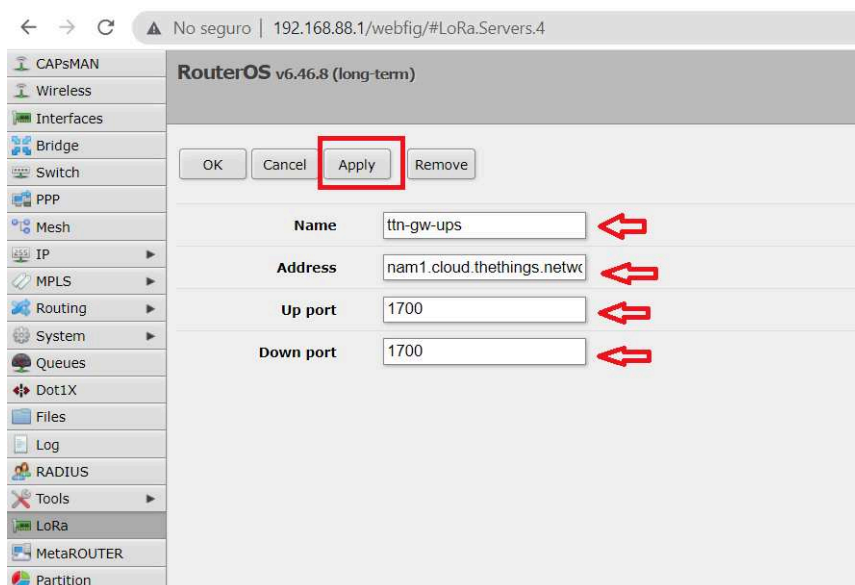 No seguro | 192.168.88.1/webfig/#LoRa.Servers.4
CAPsMAN
Wireless
Interfaces
Bridge
Switch
PPP
Mesh
IP
MPLS
Routing
System
Queues
Dot1X
Files
Log
RADIUS
Tools
LoRa
MetaROUTER
Partition
RouterOS v6.46.8 (long-term)
OK Cancel Apply Remove
Name ttn-gw-ups
Address nam1.cloud.thethings.netwo
Up port 1700
Down port 1700